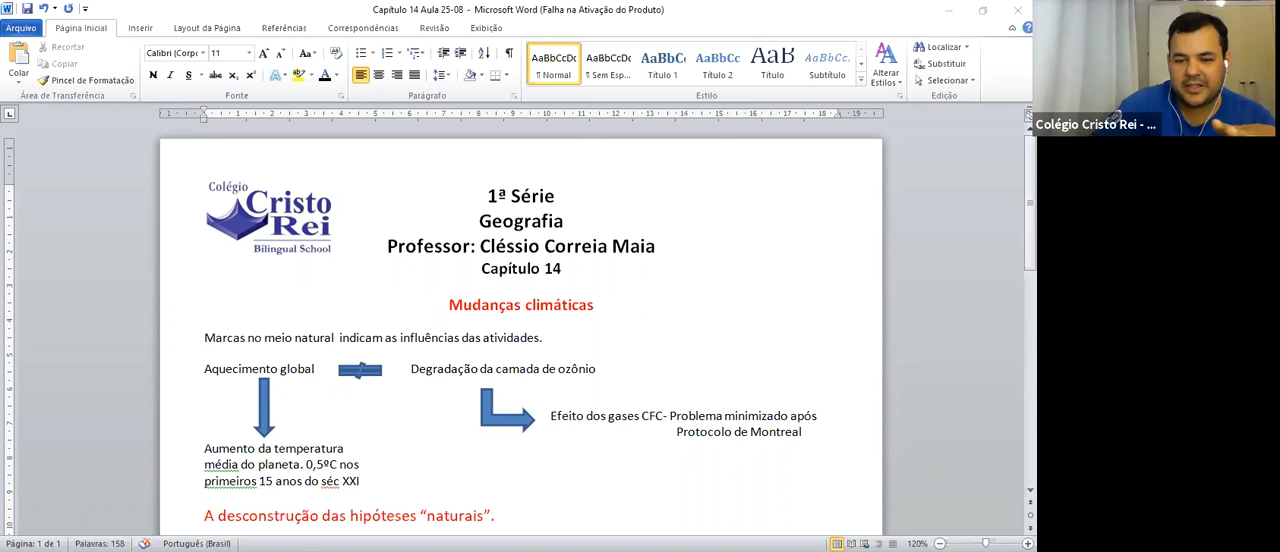 Capítulo 14 Aula 25-08 - Microsoft Word (Falha na Ativação do Produto)
Arquivo Página Inicial Inserir Layout da Página Referências Correspondências Revisão Exibição
Colar
Recortar
Copiar
Pincel de Formatação
Área de Transferência
Calibri (Corpo 11
Fonte
Parágrafo
AaBbCcDc AaBbCcDc AaBbCc AaBbCc AaB AaBbCc.
¶ Normal ¶ Sem Esp... Título 1 Título 2 Título Subtítulo
Estilo
Alterar
Estilos
Localizar
Substituir
Selecionar
Edição
Colégio Cristo Rei - ...
Colégio
Cristo
Rei
Bilingual School
1ª Série
Geografia
Professor: Cléssio Correia Maia
Capítulo 14
Mudanças climáticas
Marcas no meio natural indicam as influências das atividades.
Aquecimento global Degradação da camada de ozônio
Efeito dos gases CFC- Problema minimizado após
Protocolo de Montreal
Aumento da temperatura
média do planeta. 0,5ºC nos
primeiros 15 anos do séc XXI
A desconstrução das hipóteses “naturais”.
Página: 1 de 1 Palavras: 158 Português (Brasil) 120%